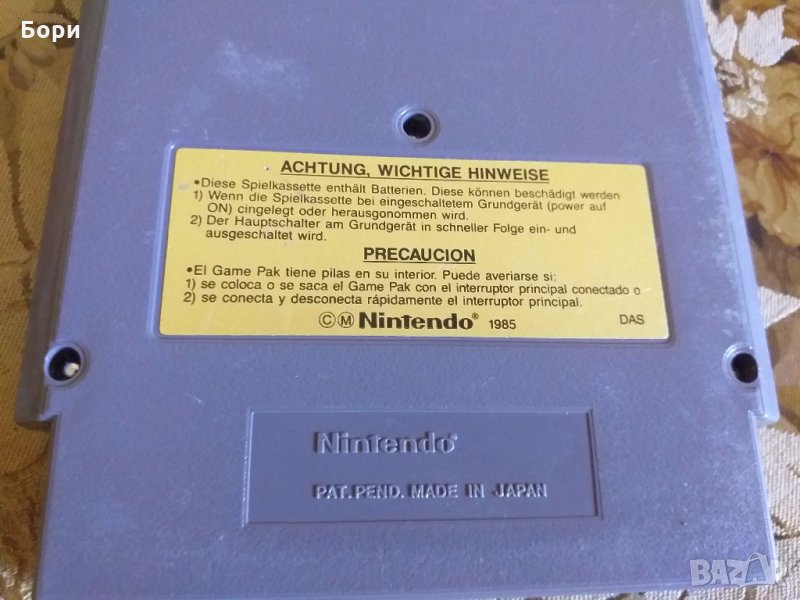 Бори
ACHTUNG, WICHTIGE HINWEISE
•Diese Spielkassette enthält Batterien. Diese können beschädigt werden
1) Wenn die Spielkassette bei eingeschaltetem Grundgerät (power auf
ON) eingelegt oder herausgonommen wird.
2) Der Hauptschalter am Grundgerät in schneller Folge ein- und
ausgeschaltet wird.
PRECAUCION
•El Game Pak tiene pilas en su interior. Puede averiarse si:
1) se coloca o se saca el Game Pak con el interruptor principal conectado o
2) se conecta y desconecta rápidamente el interruptor principal.
ⒸⓂ Nintendo® 1985 DAS
Nintendo®
PAT. PEND. MADE IN JAPAN
BAZAR